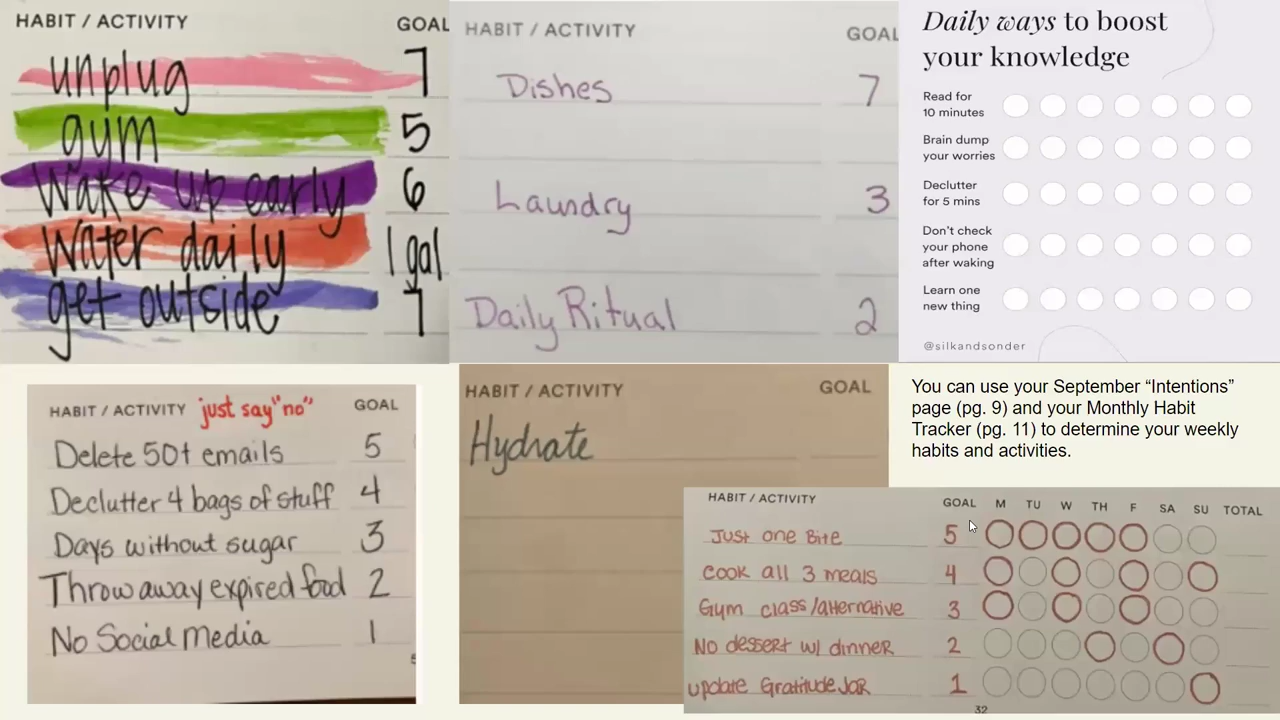 HABIT / ACTIVITY GOAL
unplug 7
gym 5
Wake up early 6
Water daily 1 gal
get outside 7
HABIT / ACTIVITY GOAL
Dishes 7
Laundry 3
Daily Ritual 2
Daily ways to boost
your knowledge
Read for
10 minutes
Brain dump
your worries
Declutter
for 5 mins
Don't check
your phone
after waking
Learn one
new thing
@silkandsonder
HABIT / ACTIVITY just say "no" GOAL
Delete 50+ emails 5
Declutter 4 bags of stuff 4
Days without sugar 3
Throw away expired food 2
No Social Media 1
HABIT / ACTIVITY GOAL
Hydrate
You can use your September “Intentions”
page (pg. 9) and your Monthly Habit
Tracker (pg. 11) to determine your weekly
habits and activities.
HABIT / ACTIVITY GOAL M TU W TH F SA SU TOTAL
Just one Bite 5
Cook all 3 meals 4
Gym class/alternative 3
No dessert w/ dinner 2
update Gratitude Jar 1
32